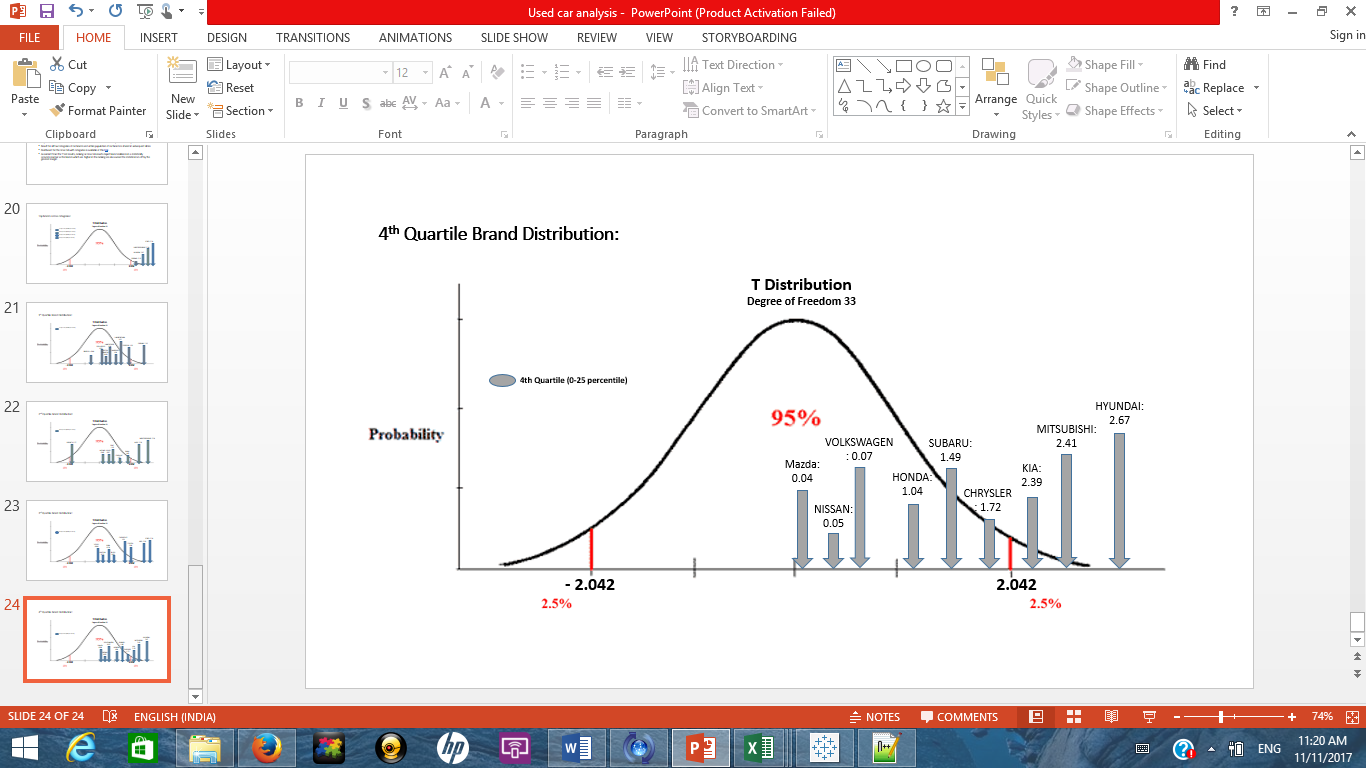 Used car analysis - PowerPoint (Product Activation Failed)
FILE HOME INSERT DESIGN TRANSITIONS ANIMATIONS SLIDE SHOW REVIEW VIEW STORYBOARDING Sign in
Paste
Cut
Copy
Format Painter
Clipboard
New
Slide
Layout
Reset
Section
Slides
12
Font
Text Direction
Align Text
Convert to SmartArt
Paragraph
Arrange
Quick
Styles
Shape Fill
Shape Outline
Shape Effects
Drawing
Find
Replace
Select
Editing
20
21
22
23
24
4th Quartile Brand Distribution:
T Distribution
Degree of Freedom 33
4th Quartile (0-25 percentile)
Probability
95%
Mazda:
0.04
NISSAN:
0.05
VOLKSWAGEN
: 0.07
HONDA:
1.04
SUBARU:
1.49
CHRYSLER
: 1.72
KIA:
2.39
MITSUBISHI:
2.41
HYUNDAI:
2.67
- 2.042
2.5%
2.042
2.5%
SLIDE 24 OF 24 ENGLISH (INDIA) NOTES COMMENTS 74%
ENG
11:20 AM
11/11/2017